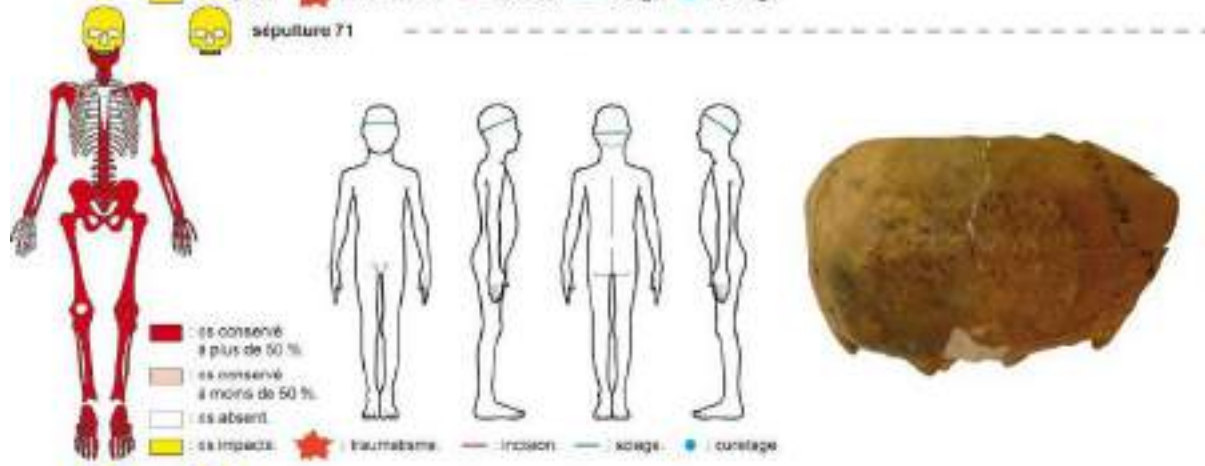 sépulture 71
: os conservé
à plus de 50 %.
: os conservé
à moins de 50 %.
: os absent.
: os impacté. : traumatisme. : incision : sciage. : curetage